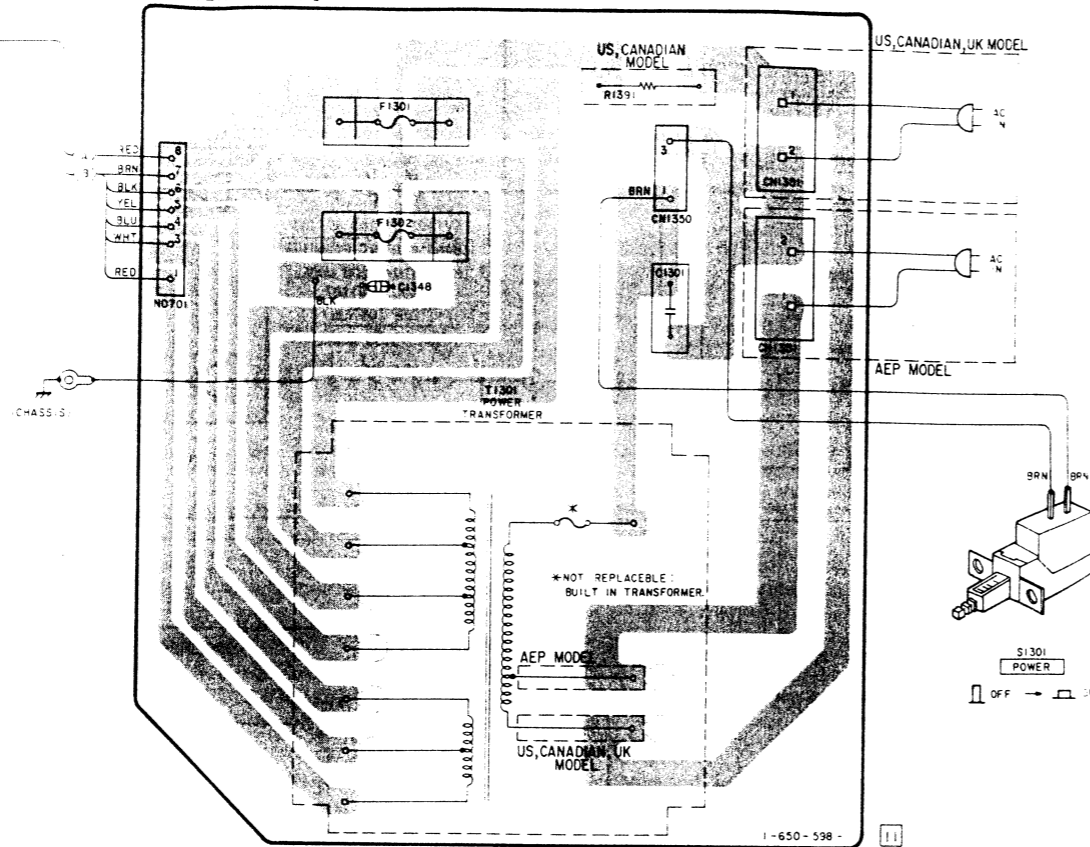 US,CANADIAN
MODEL
R1391
US,CANADIAN,UK MODEL
F1301
1
2
AC
CN1351
3
1
BRN
CN1350
RED
BRN
BLK
YEL
BLU
WHT
RED
8
7
6
5
4
3
1
F1302
C1348
BLK
C1301
2
1
AC
IN
CN1351
AEP MODEL
(CHASSIS)
T1301
POWER
TRANSFORMER
*
*NOT REPLACEBLE:
BUILT IN TRANSFORMER.
BRN
BRN
AEP MODEL
US,CANADIAN,UK
MODEL
S1301
POWER
OFF →
1-650-598-
11